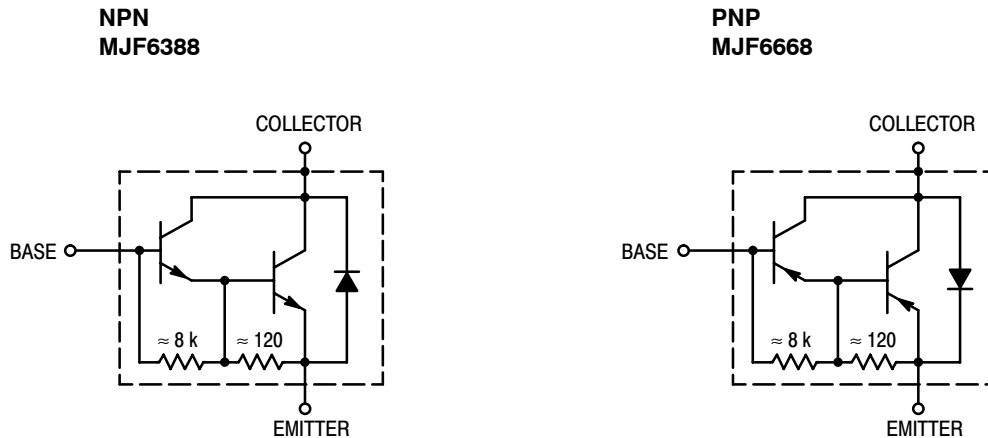 NPN
MJF6388
COLLECTOR
BASE
≈ 8 k
≈ 120
EMITTER
PNP
MJF6668
COLLECTOR
BASE
≈ 8 k
≈ 120
EMITTER